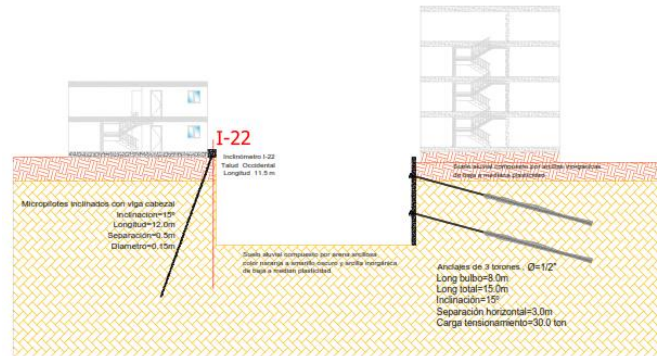 I-22
Inclinómetro I-22
Talud Occidental
Longitud 11.5 m
Suelo aluvial compuesto por arcillas inorgánicas
de baja a mediana plasticidad.
Micropilotes inclinados con viga cabezal
Inclinacion=15º
Longitud=12.0m
Separación=0.5m
Diametro=0.15m
Suelo aluvial compuesto por arena arcillosa
color naranja a amarillo oscuro y arcilla inorgánica
de baja a median plasticidad.
Anclajes de 3 torones . Ø=1/2"
Long bulbo=8.0m
Long total=15.0m
Inclinación=15º
Separación horizontal=3.0m
Carga tensionamiento=30.0 ton